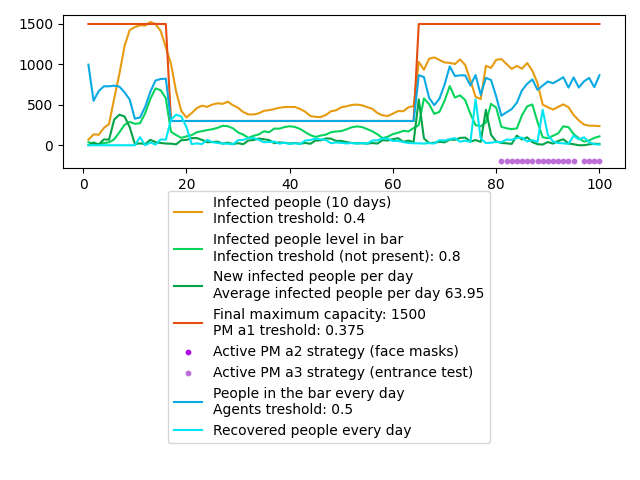 1500
1000
500
0
0 20 40 60 80 100
Infected people (10 days)
Infection treshold: 0.4
Infected people level in bar
Infection treshold (not present): 0.8
New infected people per day
Average infected people per day 63.95
Final maximum capacity: 1500
PM a1 treshold: 0.375
Active PM a2 strategy (face masks)
Active PM a3 strategy (entrance test)
People in the bar every day
Agents treshold: 0.5
Recovered people every day